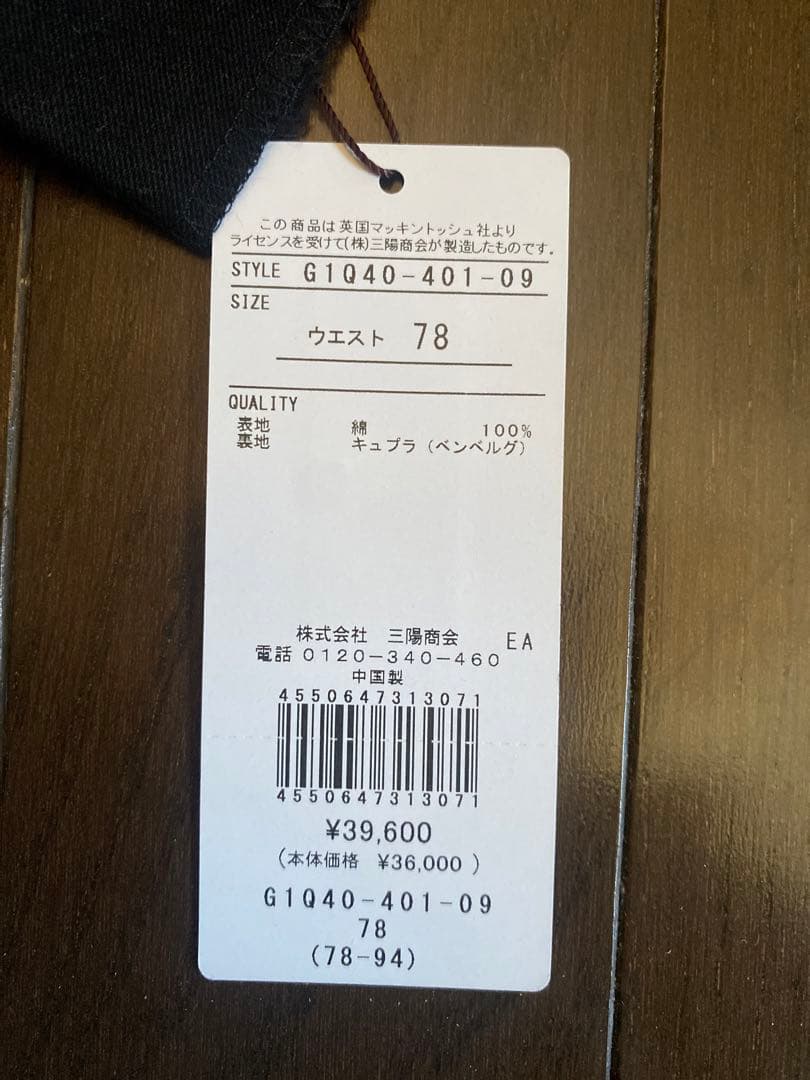 この商品は英国マッキントッシュ社より
ライセンスを受けて(株)三陽商会が製造したものです。
STYLE G1Q40-401-09
SIZE
ウエスト 78
QUALITY
表地 綿 100%
裏地 キュプラ（ベンベルグ）
株式会社 三陽商会 EA
電話 0120-340-460
中国製
4550647313071
4550647313071
¥39,600
（本体価格 ¥36,000 ）
G1Q40-401-09
78
(78-94)